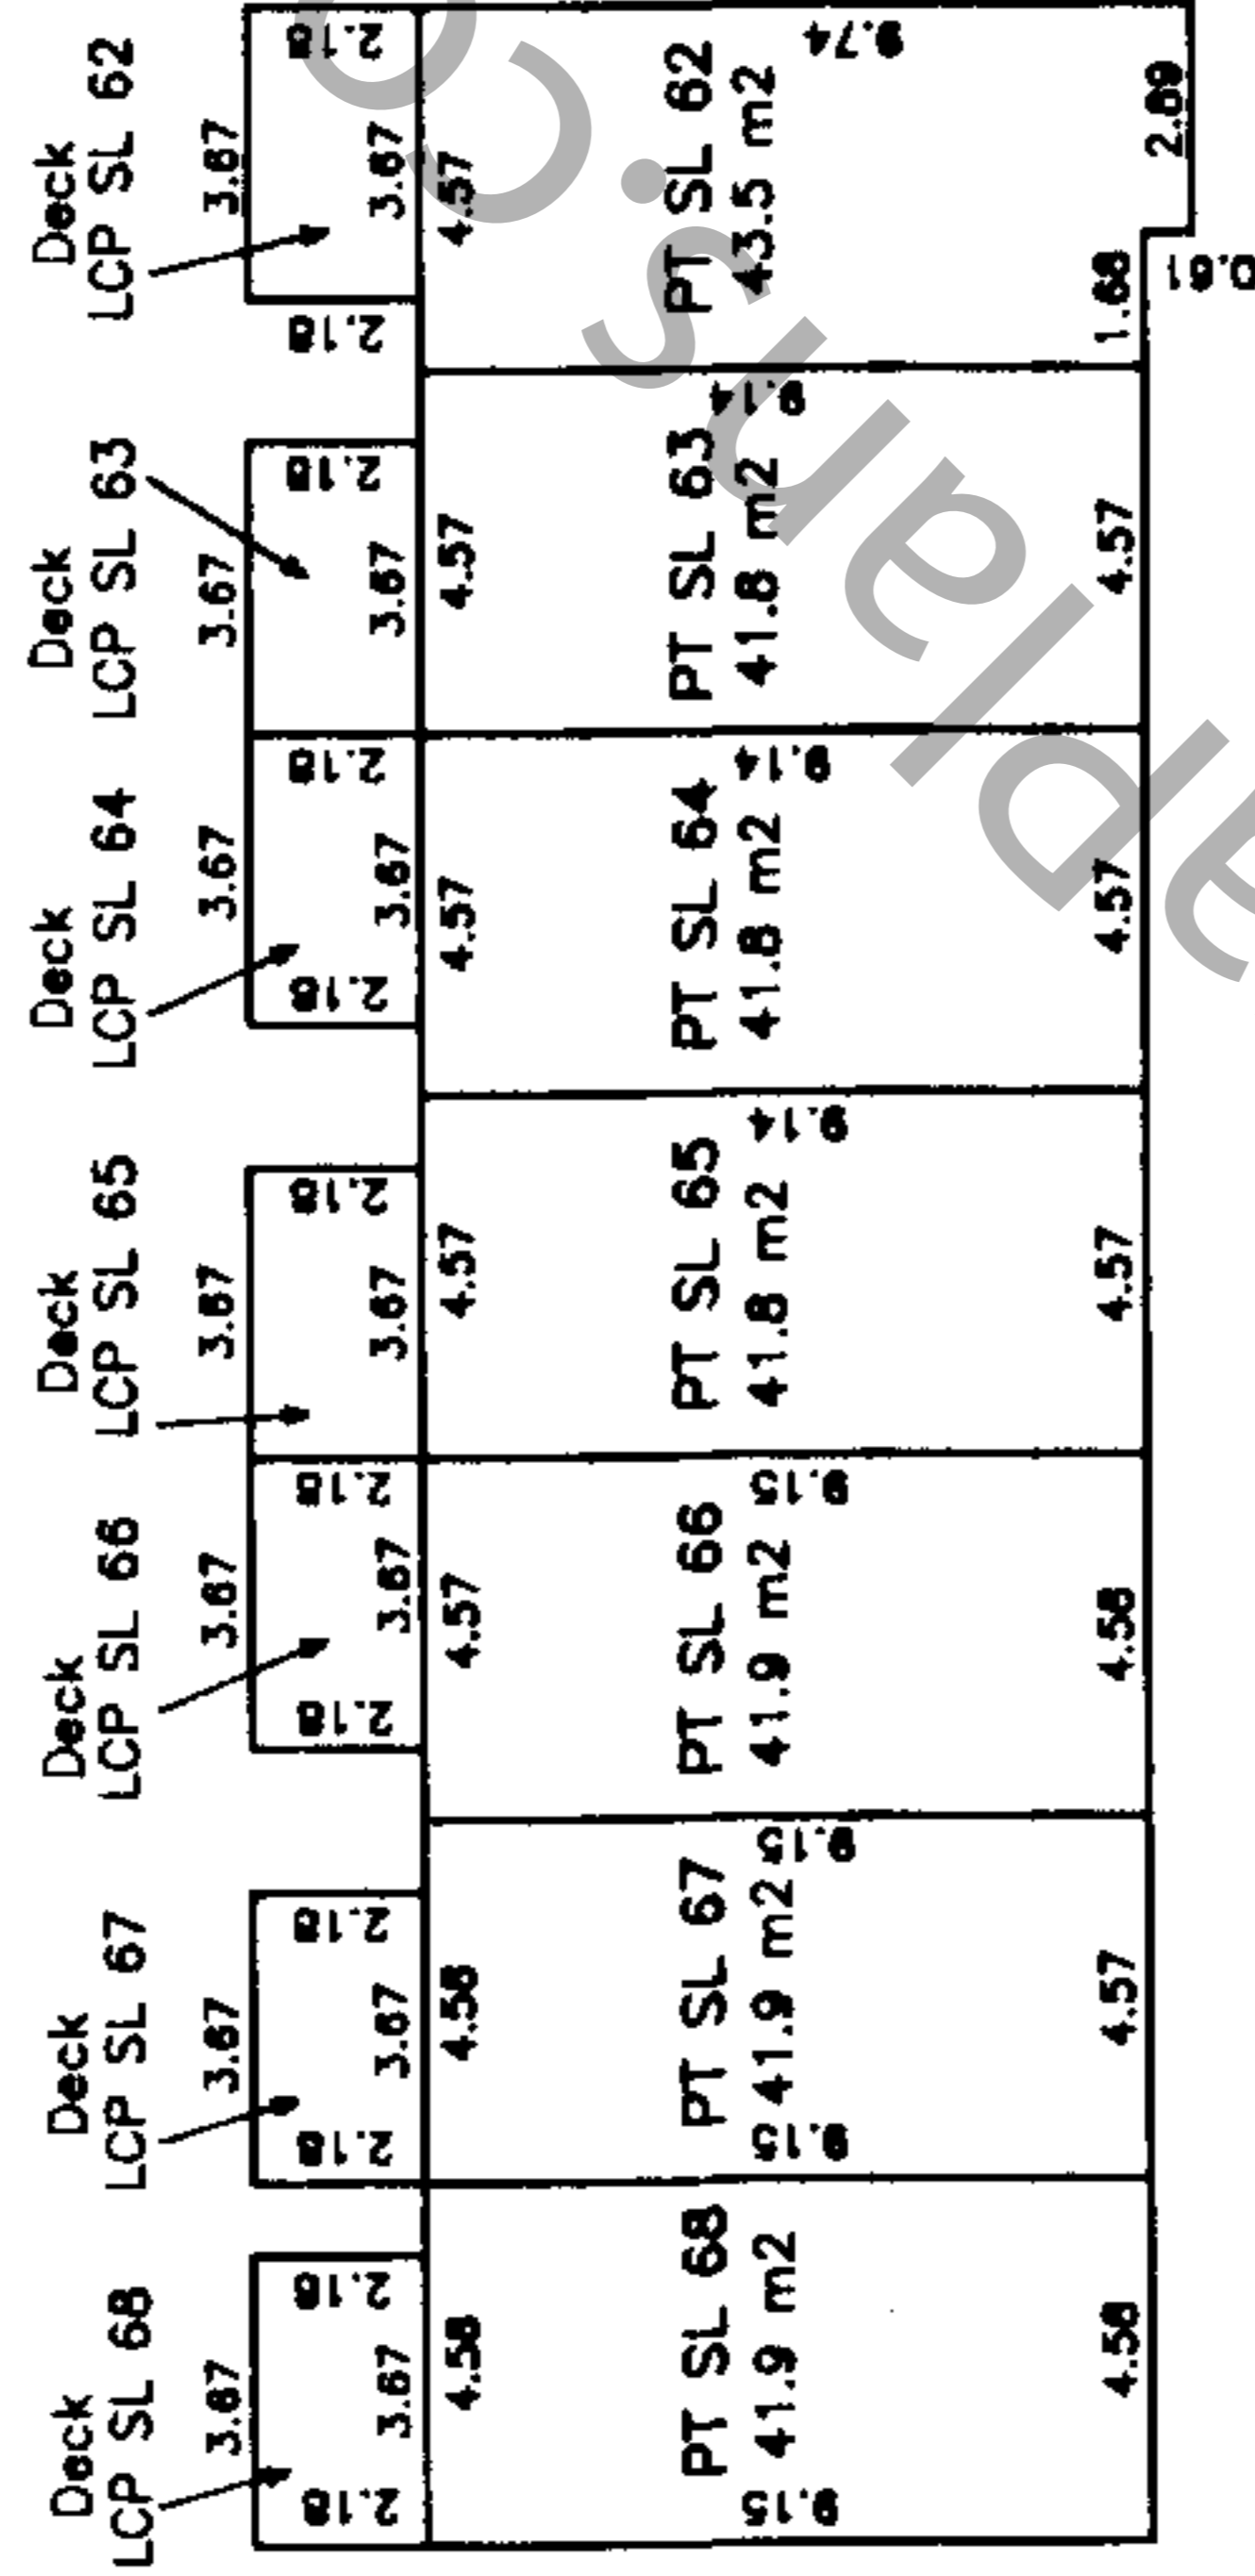 Deck
LCP SL 68
3.67
2.18
2.18
3.67
4.58
PT SL 68
41.9 m2
9.15
4.58
Deck
LCP SL 67
3.67
2.18
2.18
3.67
4.58
PT SL 67
41.9 m2
9.15
9.15
4.57
Deck
LCP SL 66
3.67
2.18
2.18
3.67
4.57
PT SL 66
41.9 m2
9.15
4.58
Deck
LCP SL 65
3.67
2.18
3.67
4.57
PT SL 65
41.8 m2
9.14
4.57
Deck
LCP SL 64
3.67
2.18
2.18
3.67
4.57
PT SL 64
41.8 m2
9.14
4.57
Deck
LCP SL 63
3.67
2.18
3.67
4.57
PT SL 63
41.8 m2
9.14
4.57
Deck
LCP SL 62
3.67
2.18
2.18
3.67
4.57
PT SL 62
43.5 m2
9.74
1.68
0.61
2.89
aplans.c